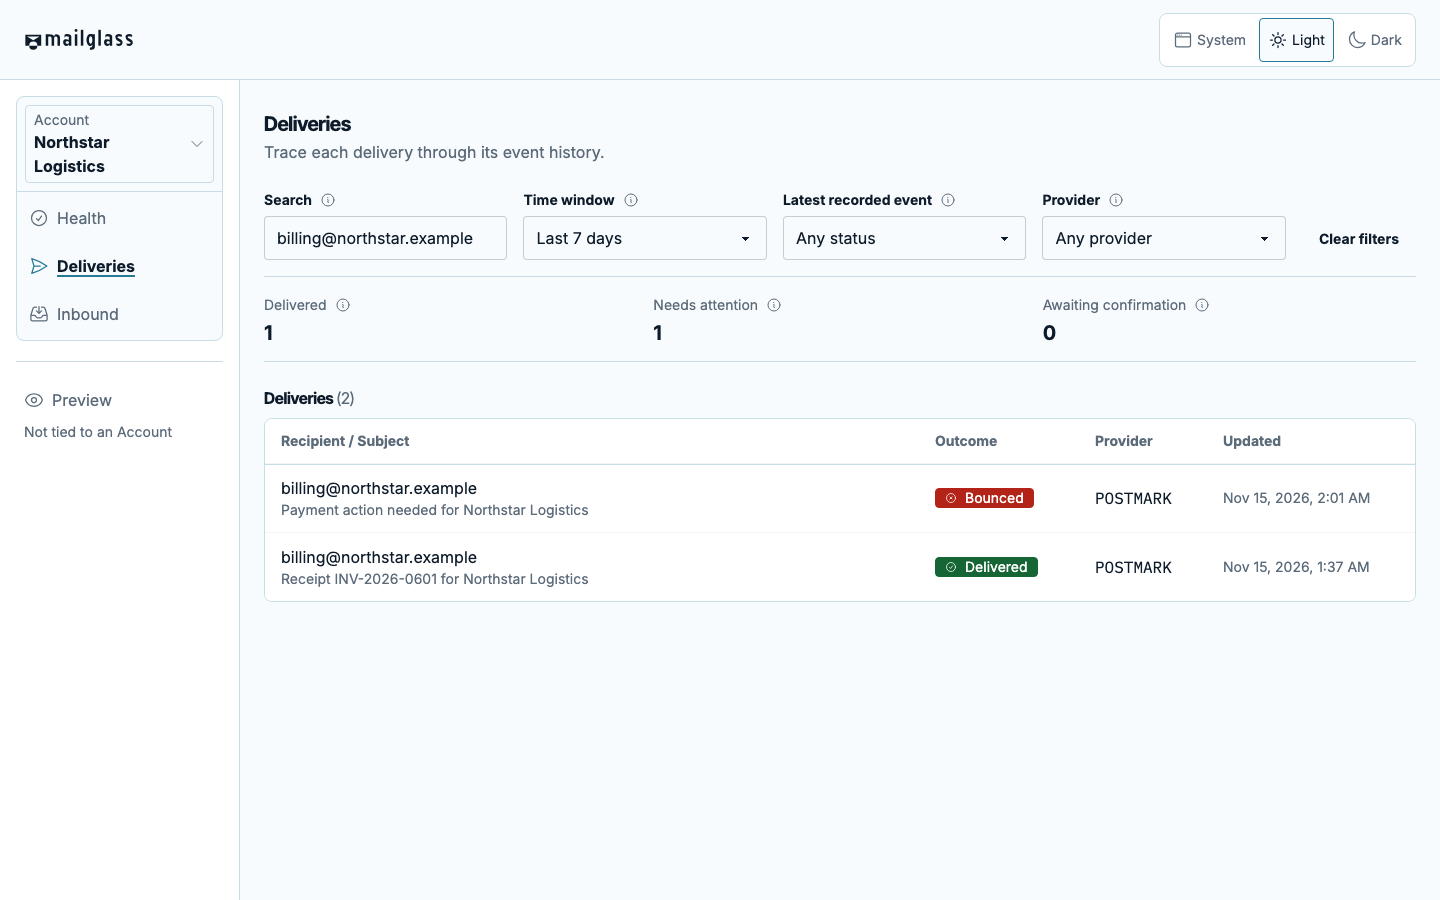 mailglass
System
Light
Dark
Account
Northstar
Logistics
Health
Deliveries
Inbound
Preview
Not tied to an Account
Deliveries
Trace each delivery through its event history.
Search
Time window
Latest recorded event
Provider
billing@northstar.example
Last 7 days
Any status
Any provider
Clear filters
Delivered
Needs attention
Awaiting confirmation
1
1
0
Deliveries (2)
Recipient / Subject Outcome Provider Updated
billing@northstar.example
Payment action needed for Northstar Logistics
Bounced
POSTMARK
Nov 15, 2026, 2:01 AM
billing@northstar.example
Receipt INV-2026-0601 for Northstar Logistics
Delivered
POSTMARK
Nov 15, 2026, 1:37 AM